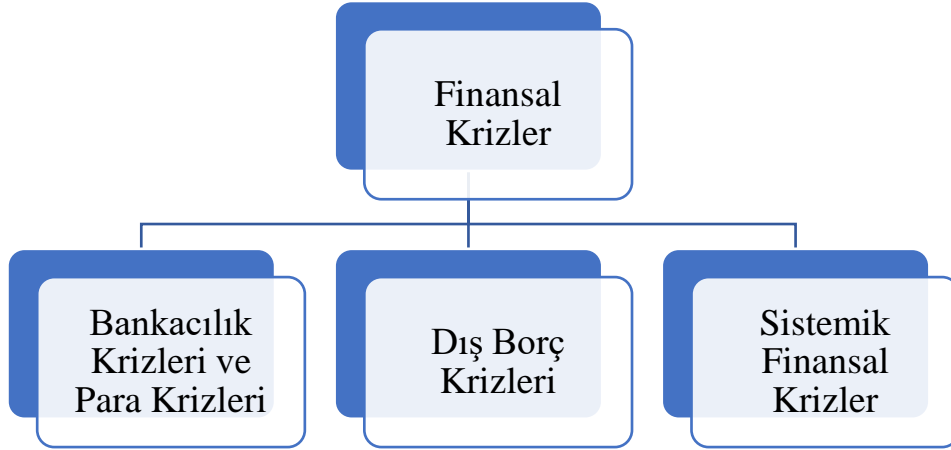 Finansal
Krizler
Bankacılık
Krizleri ve
Para Krizleri
Dış Borç
Krizleri
Sistemik
Finansal
Krizler